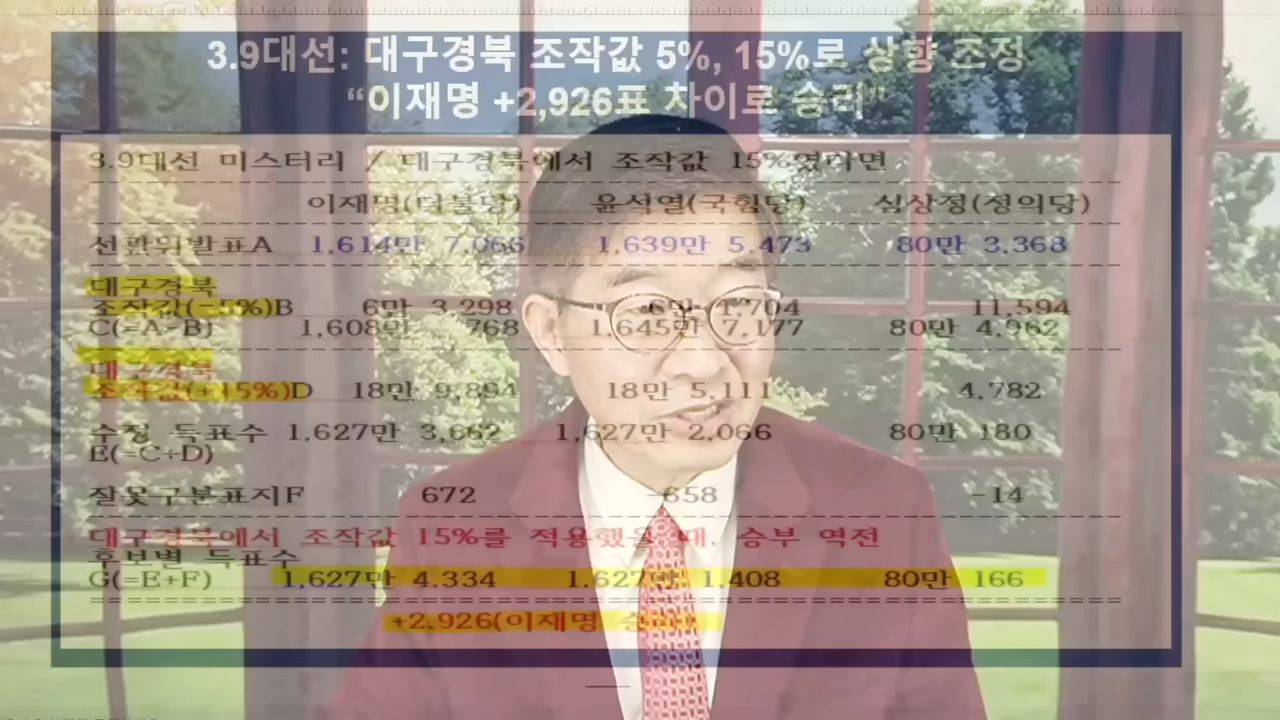 3.9대선: 대구경북 조작값 5%, 15%로 상향 조정
“이재명 +2,926표 차이로 승리”
3.9대선 미스터리 / 대구경북에서 조작값 15%였다면
이재명(더불당) 윤석열(국힘당) 심상정(정의당)
선관위발표A 1,614만 7,066 1,639만 5,473 80만 3,368
대구경북
조작값(-5%)B 6만 3,298 6만 1,704 11,594
C(=A-B) 1,608만 768 1,645만 7,177 80만 4,962
대구경북
조작값(+15%)D 18만 9,894 18만 5,111 4,782
수정 득표수 1,627만 3,662 1,627만 2,066 80만 180
E(=C+D)
잘못구분표지F 672 -658 -14
대구경북에서 조작값 15%를 적용했을 때, 승부 역전
후보별 득표수
G(=E+F) 1,627만 4.334 1.627만 1.408 80만 166
+2,926(이재명 승리)